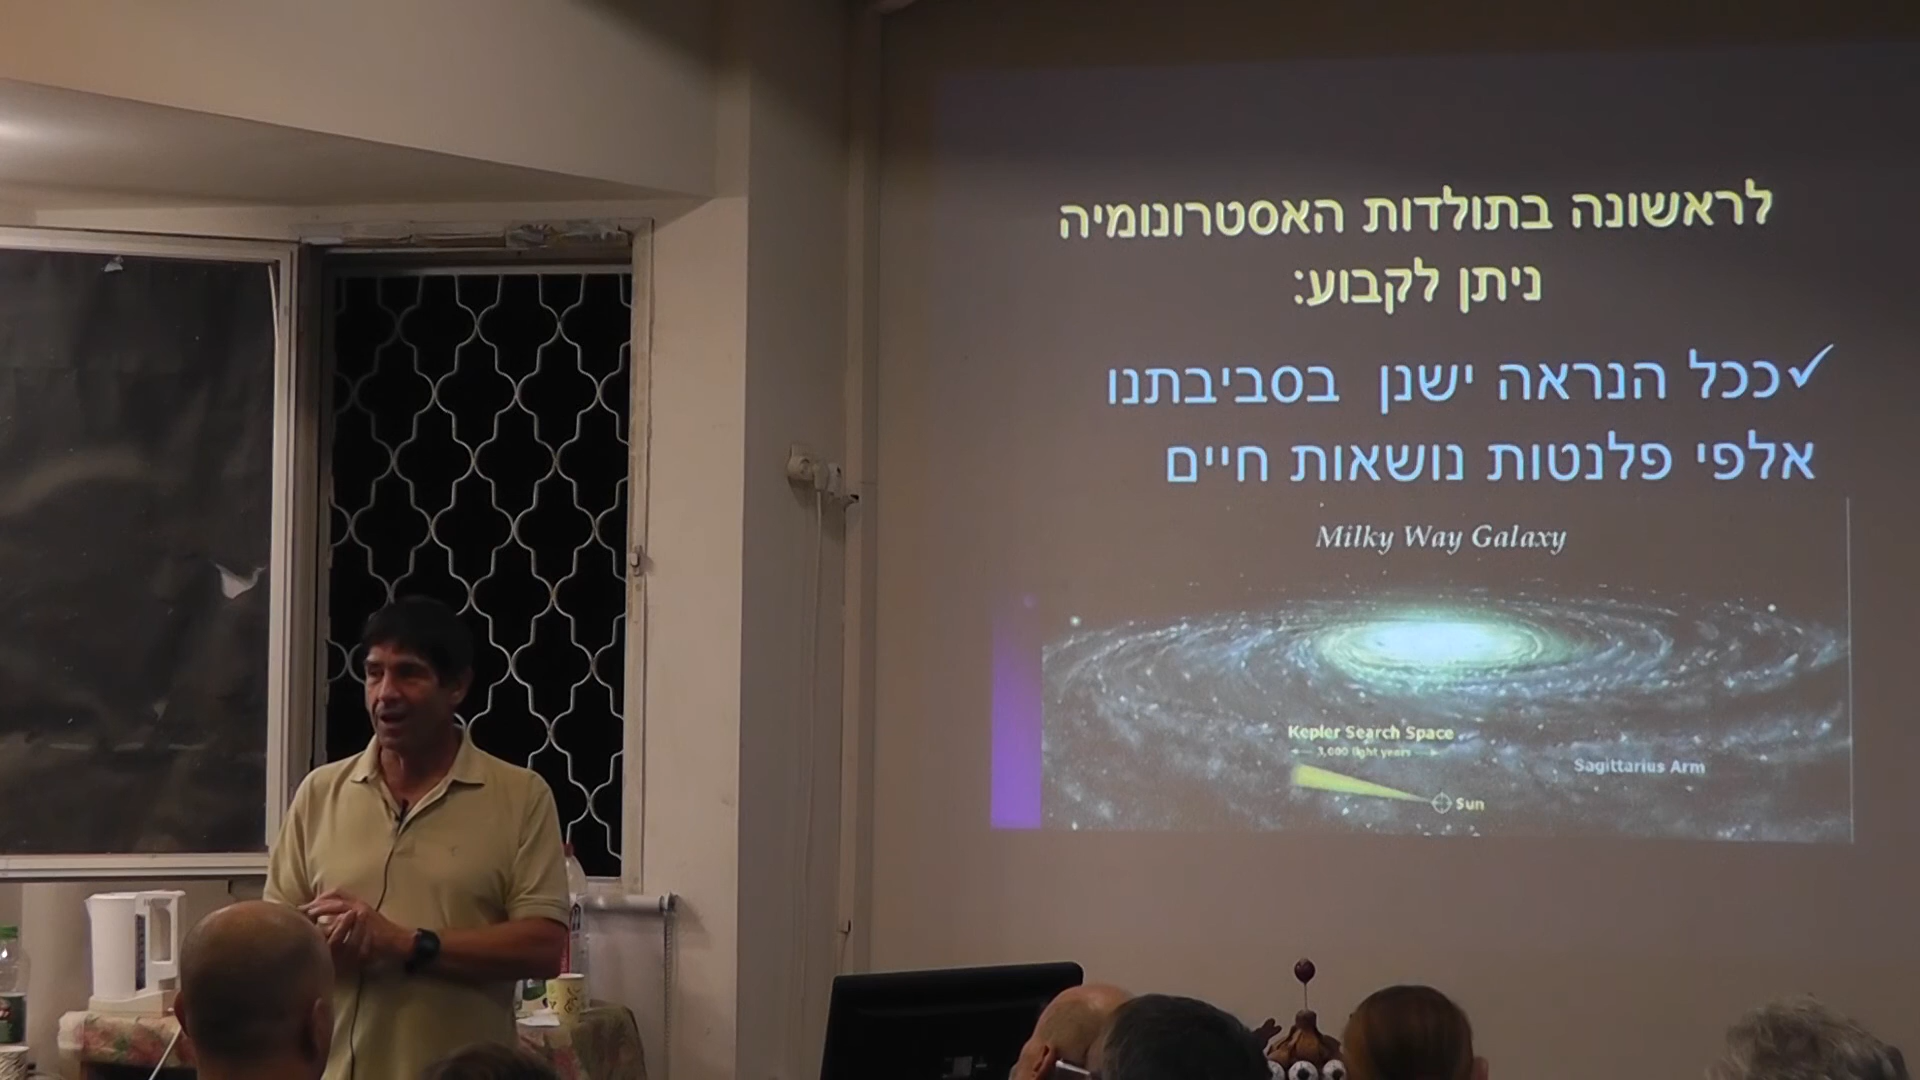 לראשונה בתולדות האסטרונומיה
ניתן לקבוע:
✓ככל הנראה ישנן בסביבתנו
אלפי פלנטות נושאות חיים
Milky Way Galaxy
Kepler Search Space
3,000 light years
Sagittarius Arm
Sun